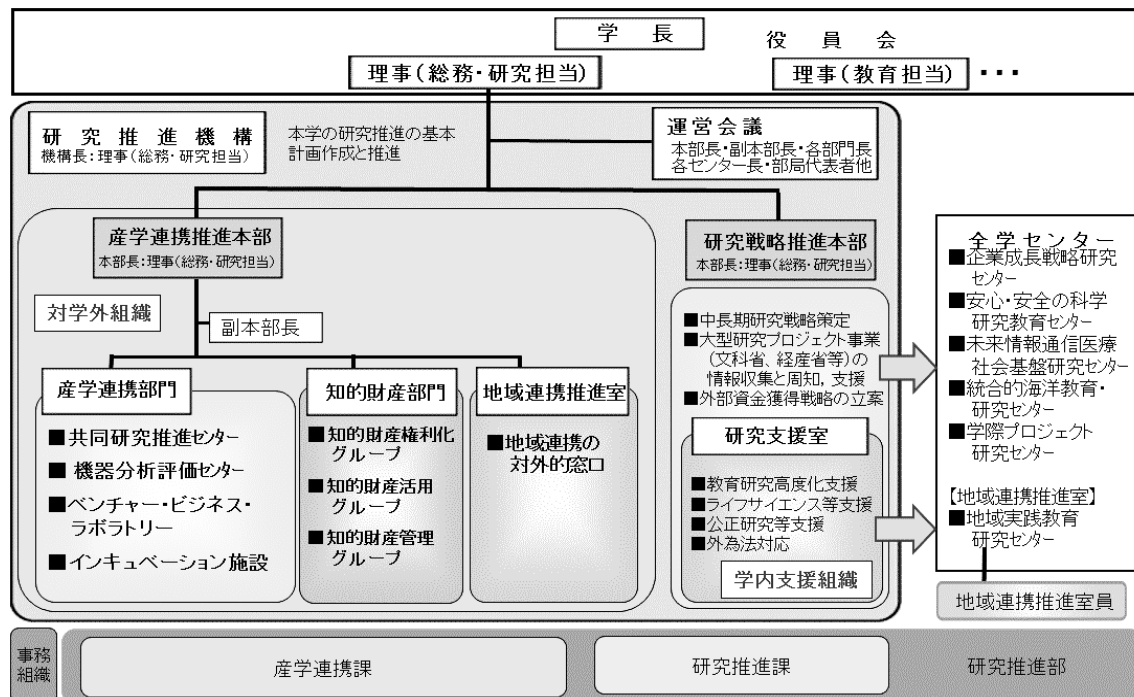 学　長
役　員　会
理事（総務・研究担当）
理事（教育担当）
・・・
研 究 推 進 機 構
機構長：理事（総務・研究担当）
本学の研究推進の基本
計画作成と推進
運営会議
本部長・副本部長・各部門長
各センター長・部局代表者他
産学連携推進本部
本部長：理事（総務・研究担当）
対学外組織
副本部長
産学連携部門
■共同研究推進センター
■機器分析評価センター
■ベンチャー・ビジネス・
ラボラトリー
■インキュベーション施設
知的財産部門
■知的財産権利化
グループ
■知的財産活用
グループ
■知的財産管理
グループ
地域連携推進室
■地域連携の
対外的窓口
研究戦略推進本部
本部長：理事（総務・研究担当）
■中長期研究戦略策定
■大型研究プロジェクト事業
（文科省、経産省等）の
情報収集と周知，支援
■外部資金獲得戦略の立案
研究支援室
■教育研究高度化支援
■ライフサイエンス等支援
■公正研究等支援
■外為法対応
学内支援組織
全学センター
■企業成長戦略研究
センター
■安心・安全の科学
研究教育センター
■未来情報通信医療
社会基盤研究センター
■統合的海洋教育・
研究センター
■学際プロジェクト
研究センター
【地域連携推進室】
■地域実践教育
研究センター
地域連携推進室員
事務
組織
産学連携課
研究推進課
研究推進部